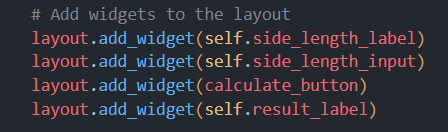 # Add widgets to the layout
layout.add_widget(self.side_length_label)
layout.add_widget(self.side_length_input)
layout.add_widget(calculate_button)
layout.add_widget(self.result_label)